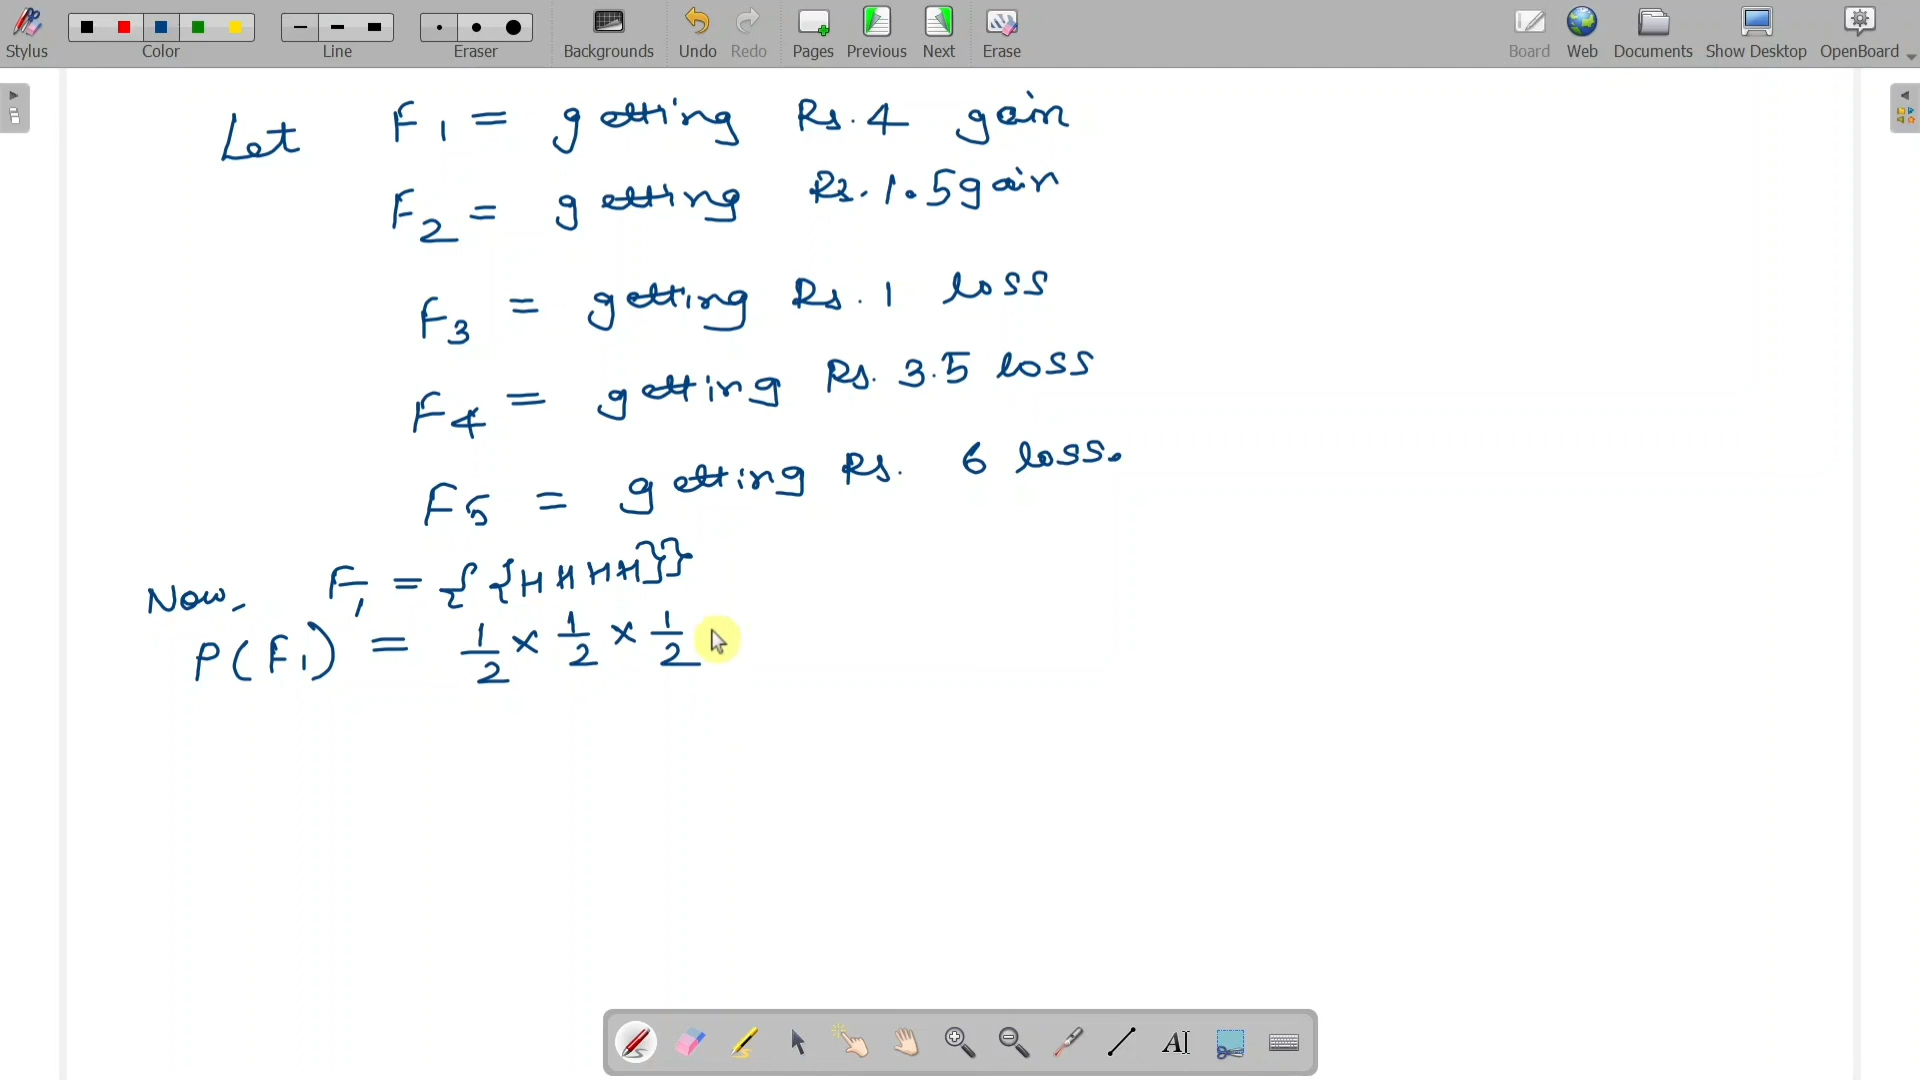 Stylus Color Line Eraser Backgrounds Undo Redo Pages Previous Next Erase Board Web Documents Show Desktop OpenBoard
Let F1 = getting Rs. 4 gain
F2 = getting Rs. 1.5 gain
F3 = getting Rs. 1 loss
F4 = getting Rs. 3.5 loss
F5 = getting Rs. 6 loss.
Now, F1 = {{HHHH}}
P(F1) = 1/2 × 1/2 × 1/2